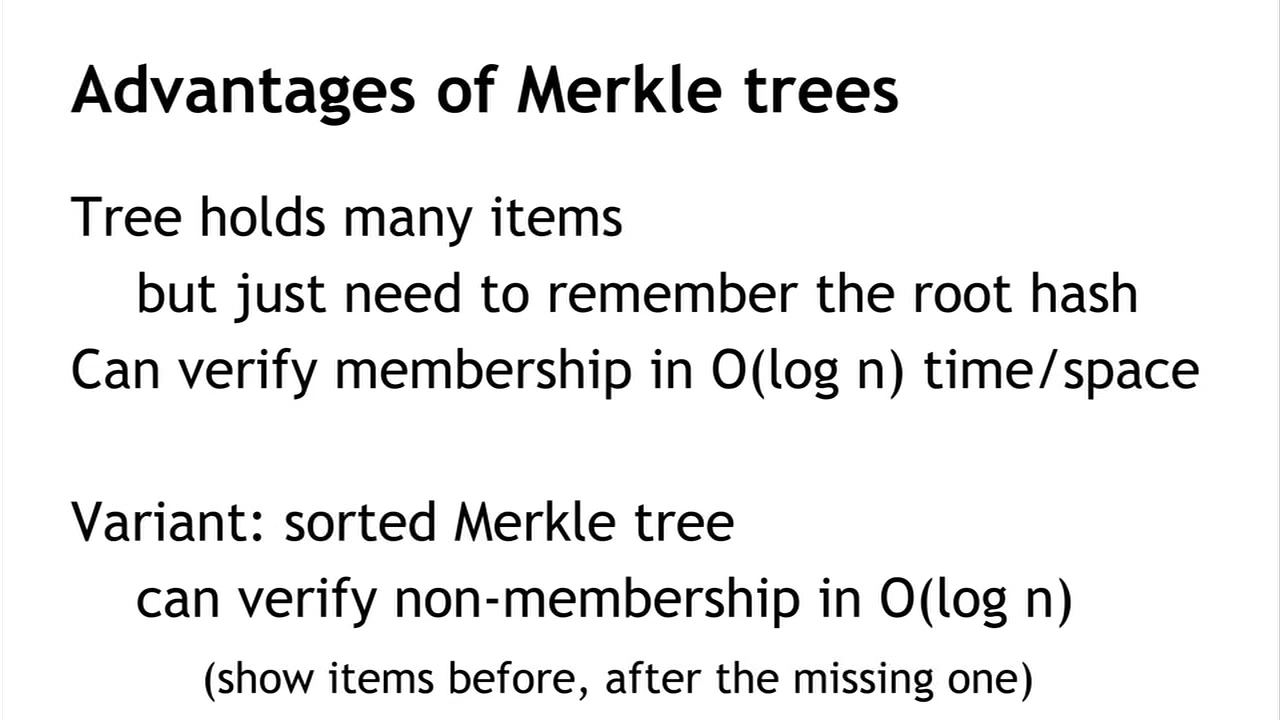 Advantages of Merkle trees
Tree holds many items
but just need to remember the root hash
Can verify membership in O(log n) time/space
Variant: sorted Merkle tree
can verify non-membership in O(log n)
(show items before, after the missing one)